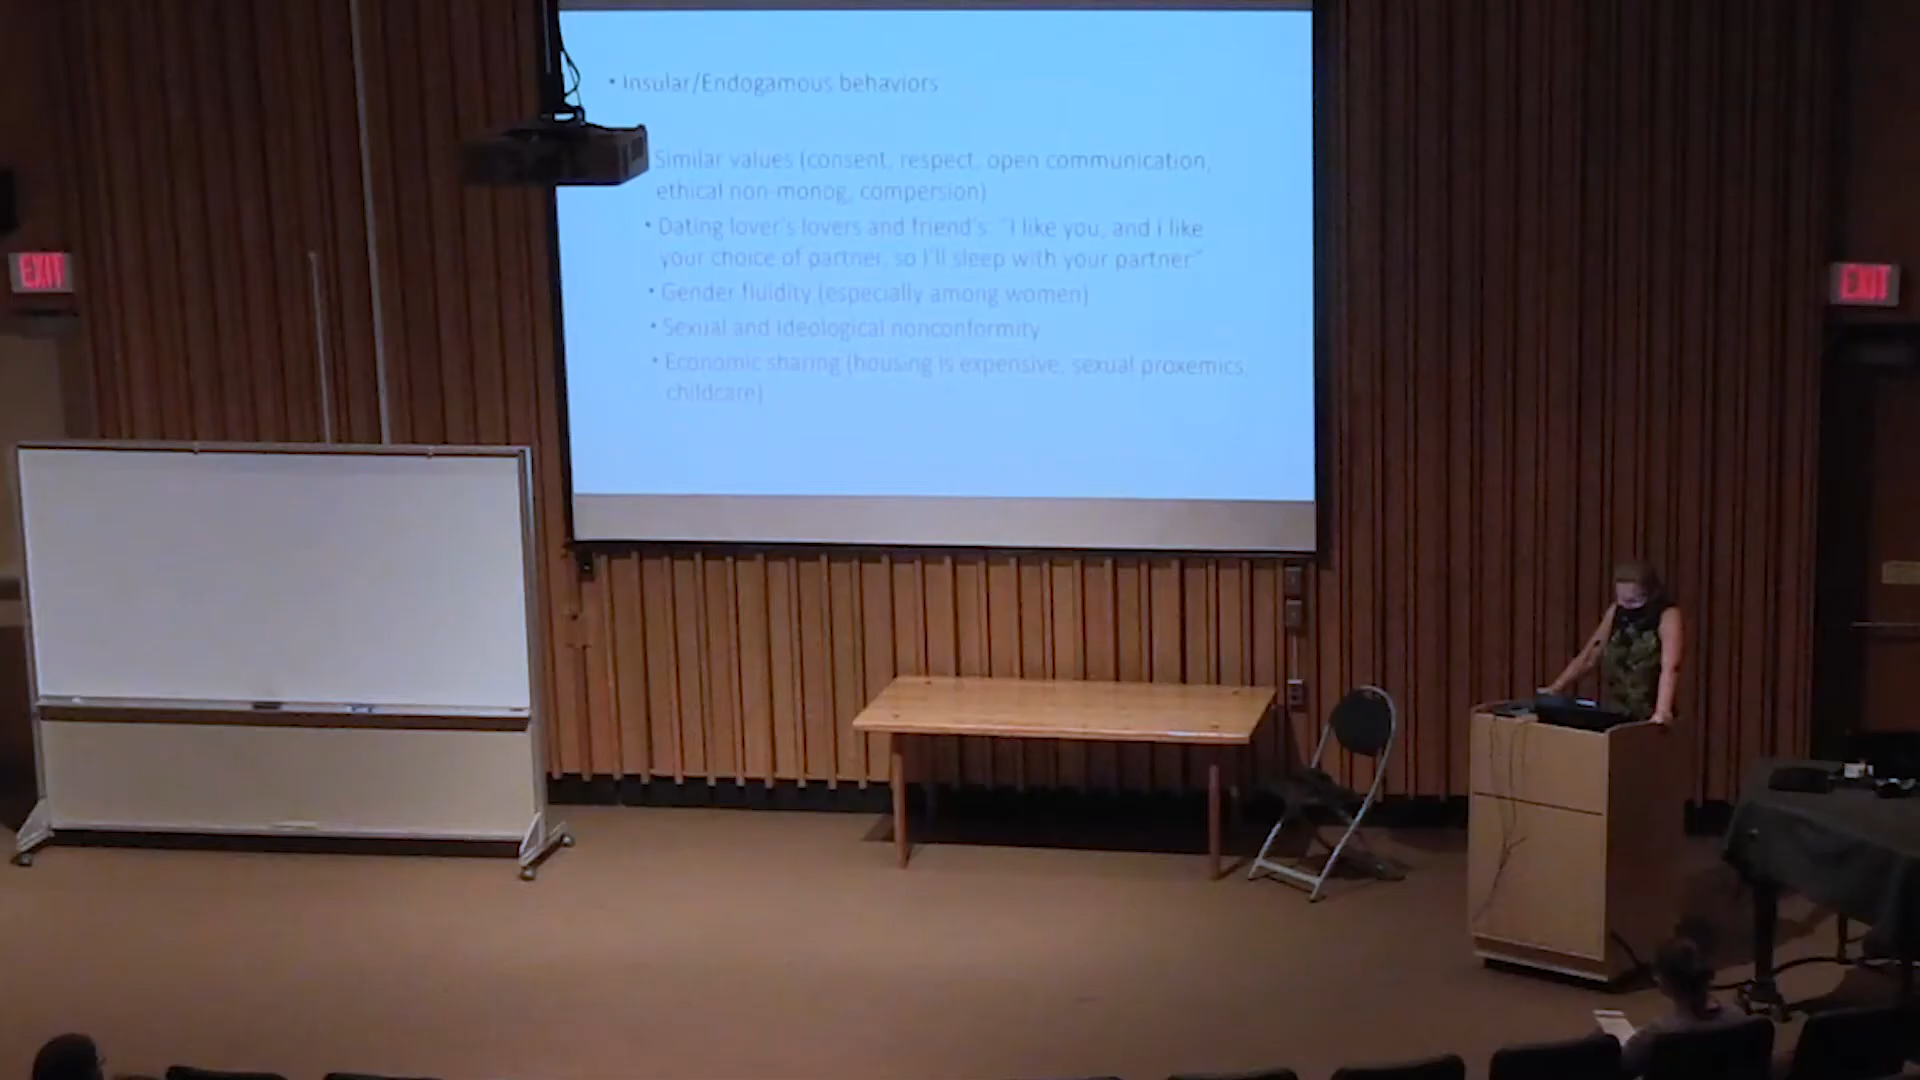 • Insular/Endogamous behaviors
Similar values (consent, respect, open communication,
ethical non-monog, compersion)
• Dating lover's lovers and friend's: "I like you, and i like
your choice of partner, so I'll sleep with your partner"
• Gender fluidity (especially among women)
• Sexual and Ideological nonconformity
• Economic sharing (housing is expensive, sexual proxemics,
childcare)
EXIT
EXIT